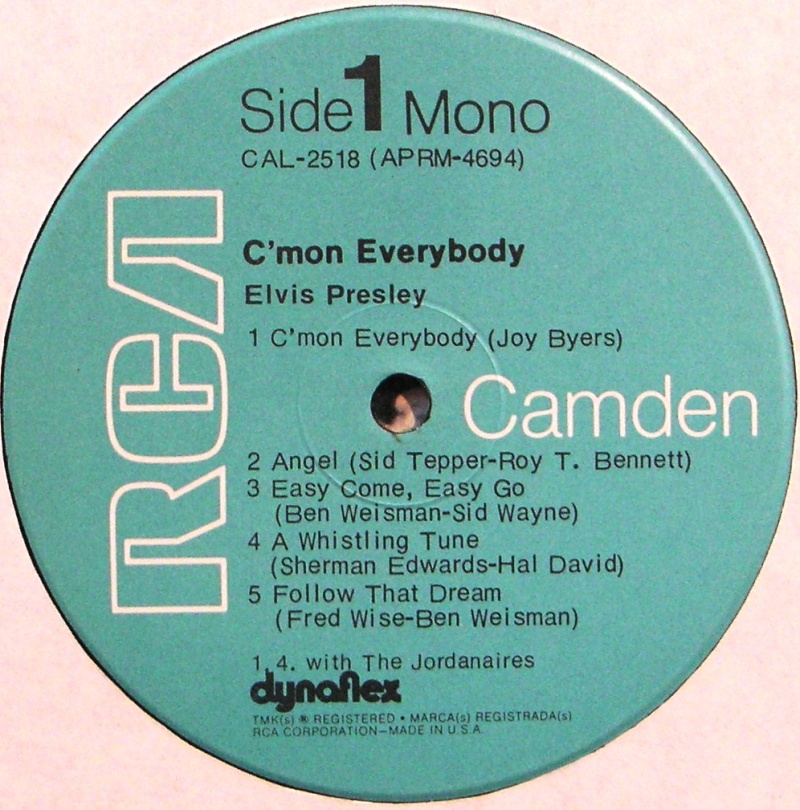 Side 1 Mono
CAL-2518 (APRM-4694)
RCA
C'mon Everybody
Elvis Presley
1 C'mon Everybody (Joy Byers)
Camden
2 Angel (Sid Tepper-Roy T. Bennett)
3 Easy Come, Easy Go
(Ben Weisman-Sid Wayne)
4 A Whistling Tune
(Sherman Edwards-Hal David)
5 Follow That Dream
(Fred Wise-Ben Weisman)
1, 4. with The Jordanaires
dynaflex
TMK(s) ® REGISTERED • MARCA(s) REGISTRADA(s)
RCA CORPORATION—MADE IN U.S.A.